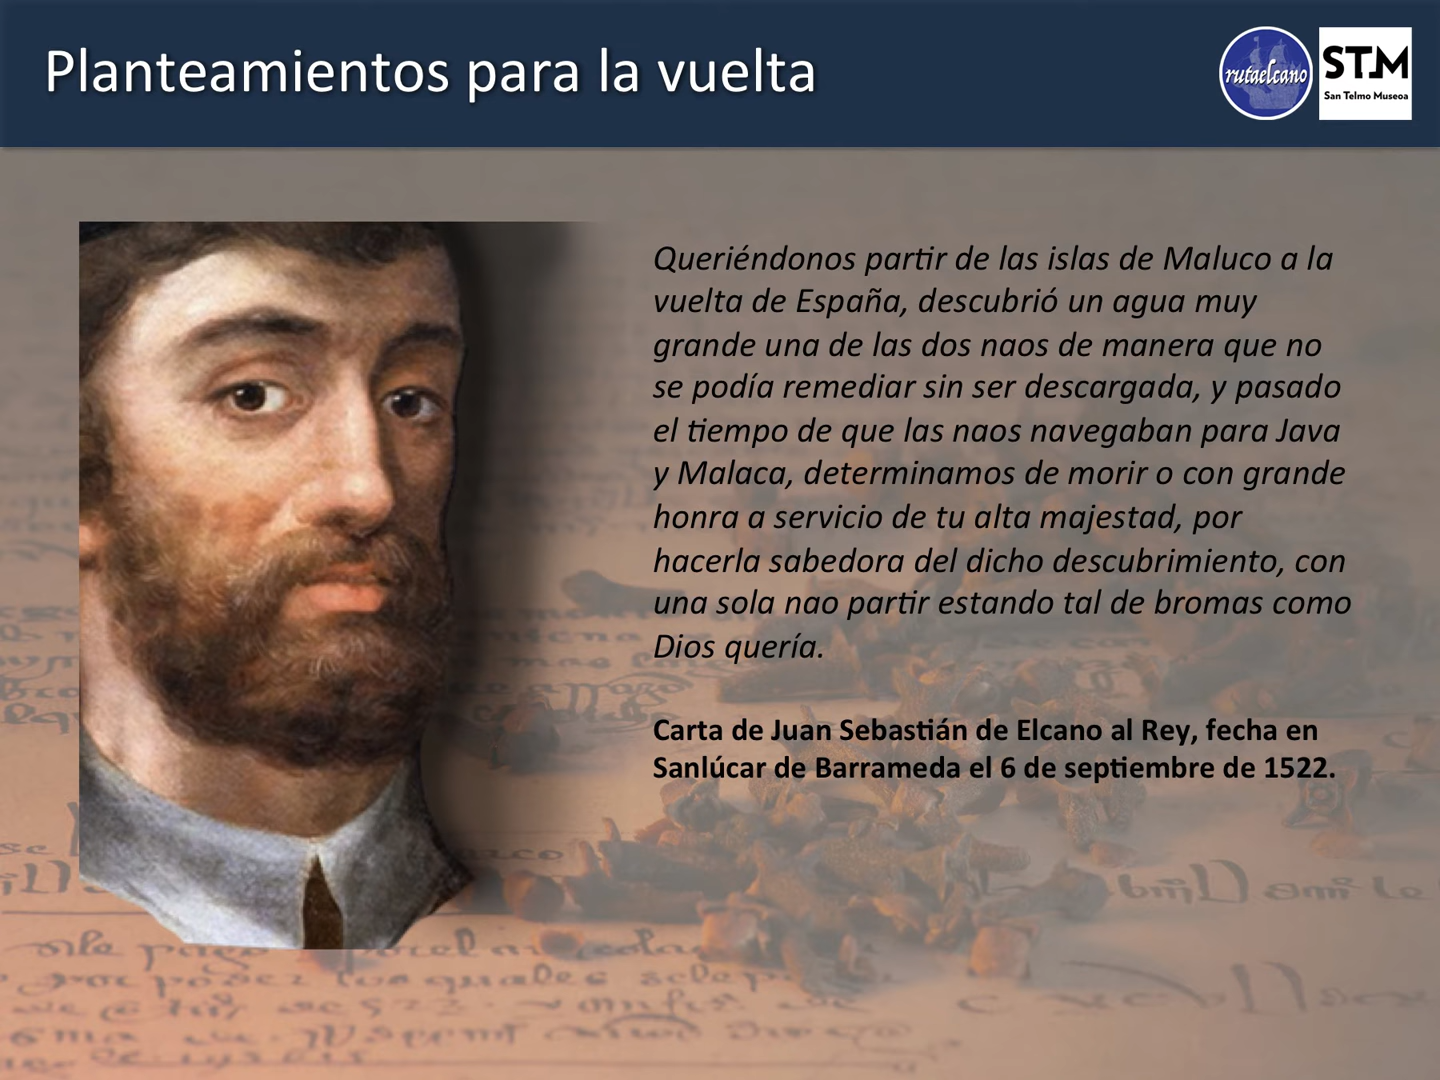 Planteamientos para la vuelta
rutaelcano
STM
San Telmo Museoa
Queriéndonos partir de las islas de Maluco a la
vuelta de España, descubrió un agua muy
grande una de las dos naos de manera que no
se podía remediar sin ser descargada, y pasado
el tiempo de que las naos navegaban para Java
y Malaca, determinamos de morir o con grande
honra a servicio de tu alta majestad, por
hacerla sabedora del dicho descubrimiento, con
una sola nao partir estando tal de bromas como
Dios quería.
Carta de Juan Sebastián de Elcano al Rey, fecha en
Sanlúcar de Barrameda el 6 de septiembre de 1522.